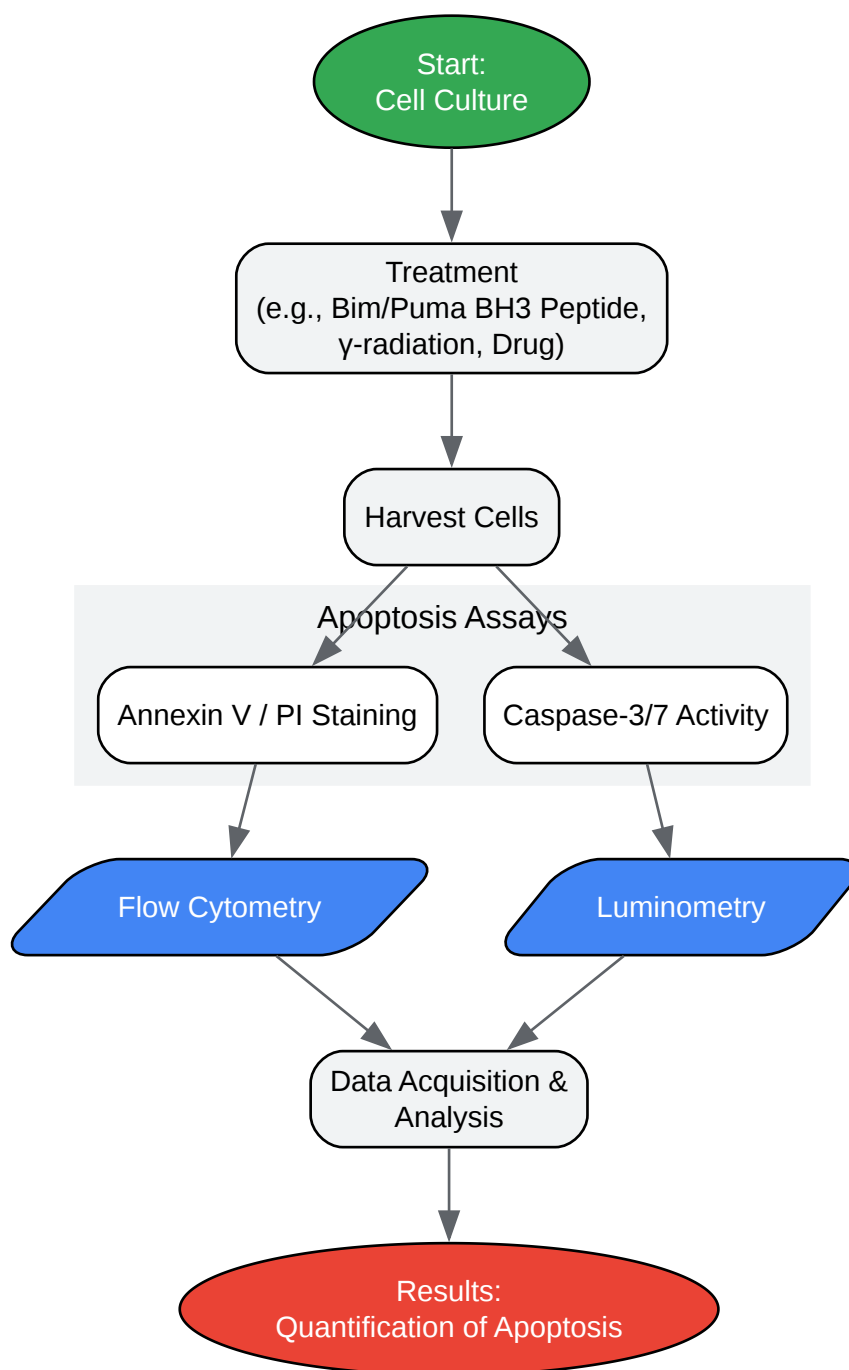 Start:
Cell Culture
Treatment
(e.g., Bim/Puma BH3 Peptide,
γ-radiation, Drug)
Harvest Cells
Apoptosis Assays
Annexin V / PI Staining
Caspase-3/7 Activity
Flow Cytometry
Luminometry
Data Acquisition &
Analysis
Results:
Quantification of Apoptosis